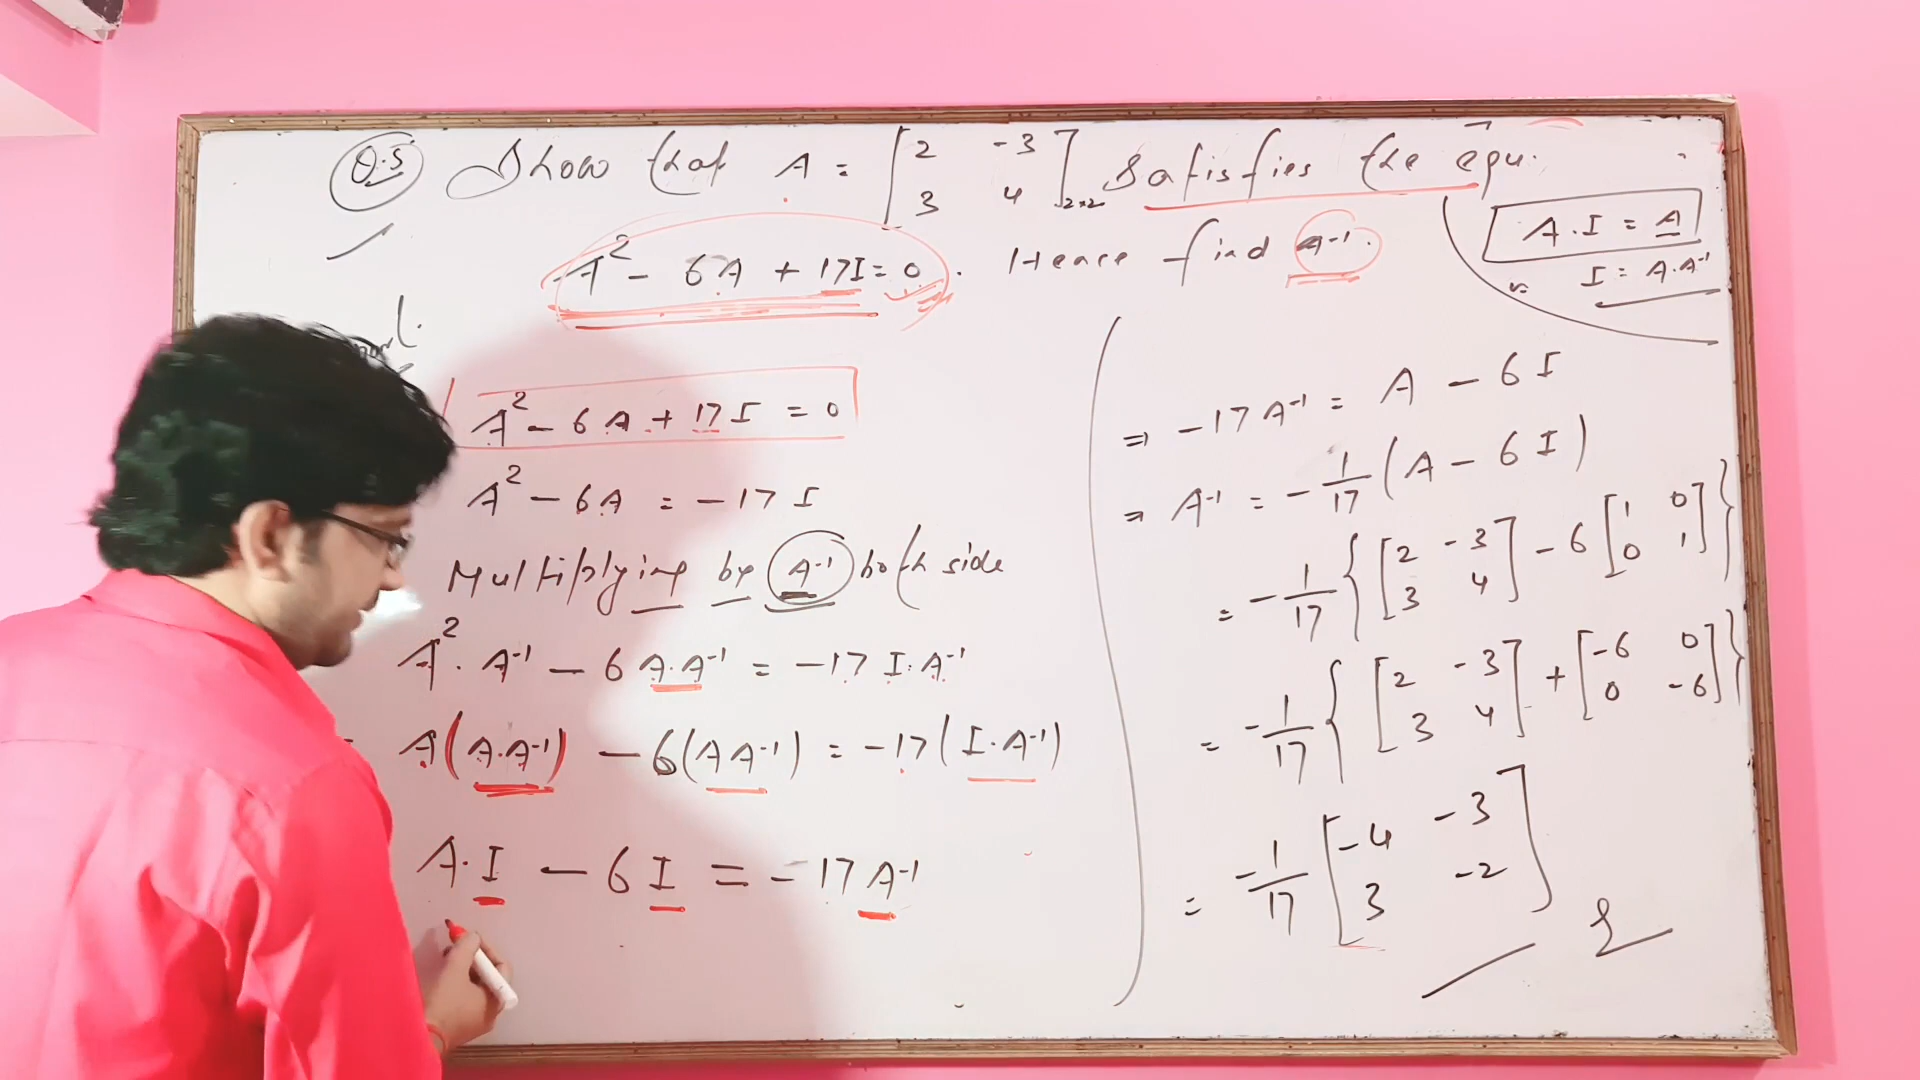 Q.5 Show that A = [2 -3
3 4]2×2 Satisfies the equ.
A² - 6A + 17I = 0. Hence find A⁻¹.
A.I = A
I = A.A⁻¹
A² - 6A + 17I = 0
A² - 6A = -17I
Multiplying by A⁻¹ both side
A². A⁻¹ - 6A.A⁻¹ = -17 I.A⁻¹
A(A.A⁻¹) - 6(AA⁻¹) = -17(I.A⁻¹)
A.I - 6I = -17A⁻¹
⇒ -17A⁻¹ = A - 6I
⇒ A⁻¹ = -1/17 (A - 6I)
= -1/17 {[2 -3
3 4] - 6[1 0
0 1]}
= -1/17 {[2 -3
3 4] + [-6 0
0 -6]}
= -1/17 [-4 -3
3 -2]